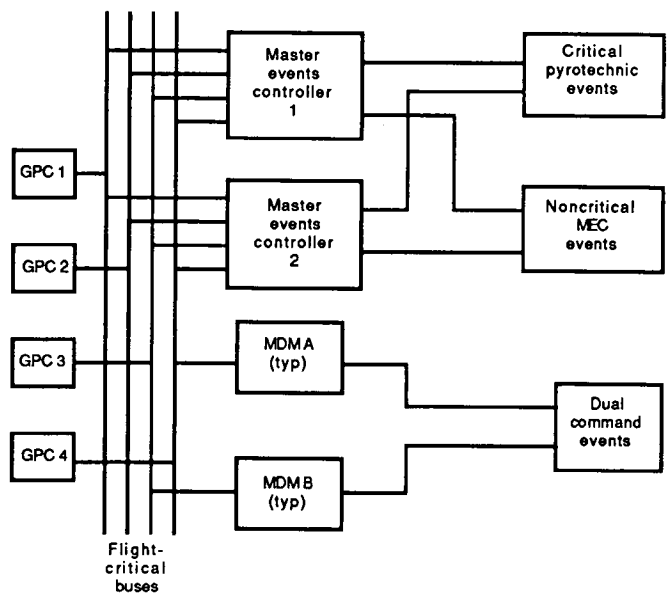 Master
events
controller
1
Critical
pyrotechnic
events
GPC 1
Master
events
controller
2
Noncritical
MEC
events
GPC 2
GPC 3
MDM A
(typ)
Dual
command
events
GPC 4
MDM B
(typ)
Flight-
critical
buses